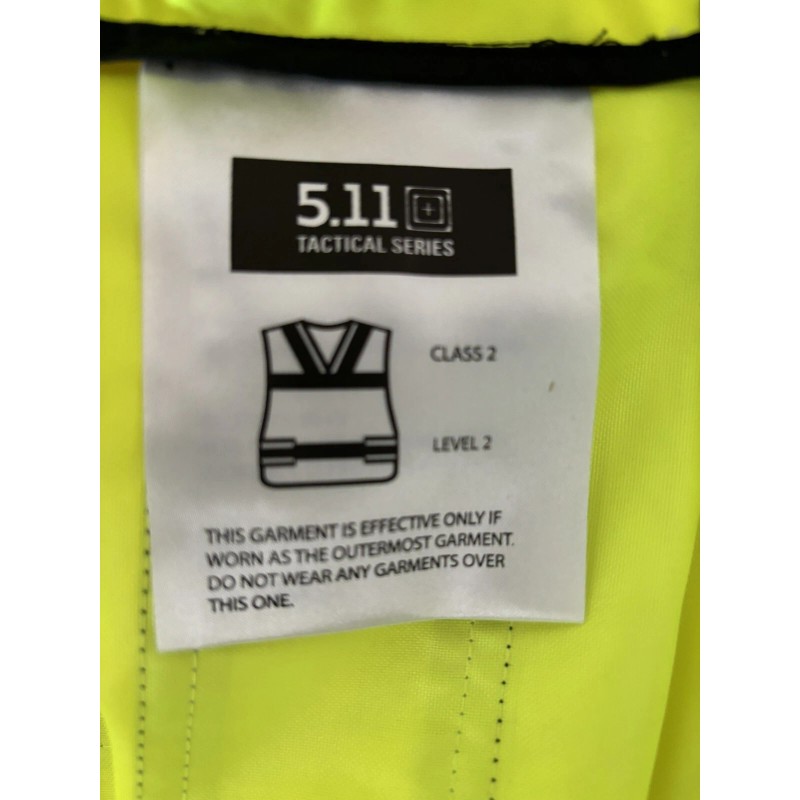 5.11
TACTICAL SERIES
CLASS 2
LEVEL 2
THIS GARMENT IS EFFECTIVE ONLY IF
WORN AS THE OUTERMOST GARMENT.
DO NOT WEAR ANY GARMENTS OVER
THIS ONE.